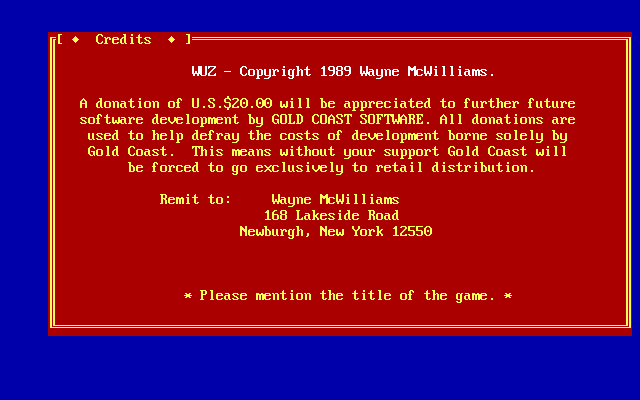 [ ♦ Credits ♦ ]
WUZ - Copyright 1989 Wayne McWilliams.
A donation of U.S.$20.00 will be appreciated to further future
software development by GOLD COAST SOFTWARE. All donations are
used to help defray the costs of development borne solely by
Gold Coast. This means without your support Gold Coast will
be forced to go exclusively to retail distribution.
Remit to: Wayne McWilliams
168 Lakeside Road
Newburgh, New York 12550
* Please mention the title of the game. *